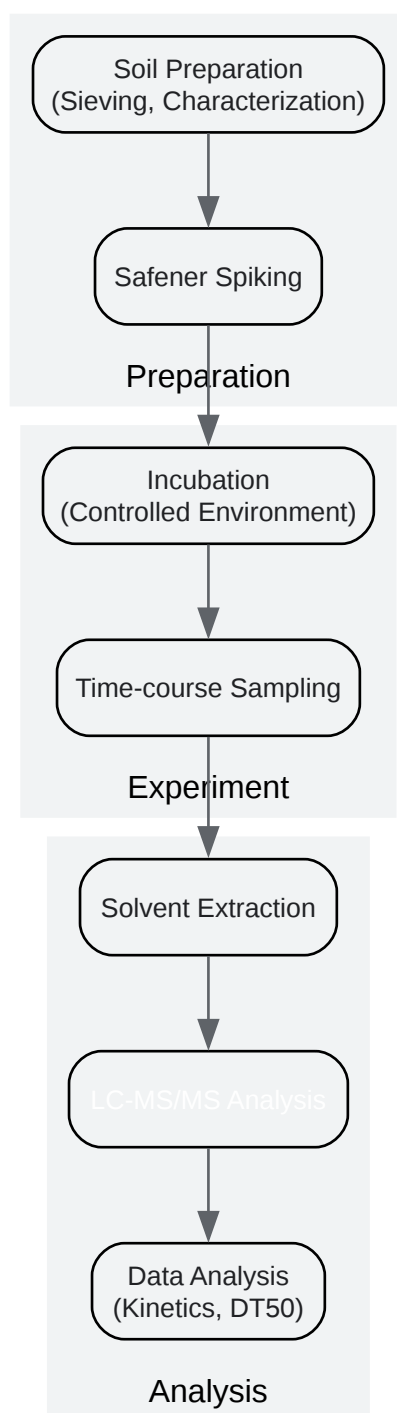 Soil Preparation
(Sieving, Characterization)
Safener Spiking
Preparation
Incubation
(Controlled Environment)
Time-course Sampling
Experiment
Solvent Extraction
LC-MS/MS Analysis
Data Analysis
(Kinetics, DT50)
Analysis